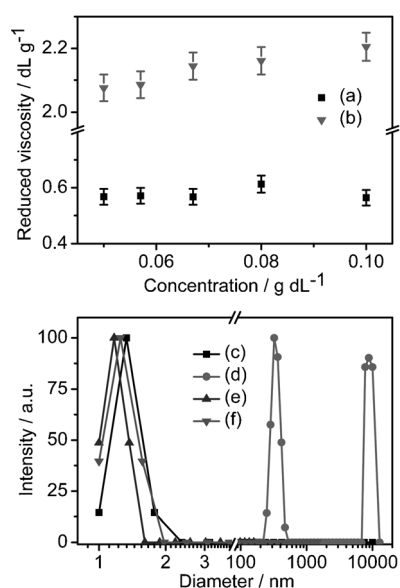 2.2
2.0
0.6
0.4
Reduced viscosity / dL g-1
(a)
(b)
0.06 0.08 0.10
Concentration / g dL-1
100
75
50
25
0
Intensity / a.u.
(c)
(d)
(e)
(f)
1 2 3 100 1000 10000
Diameter / nm